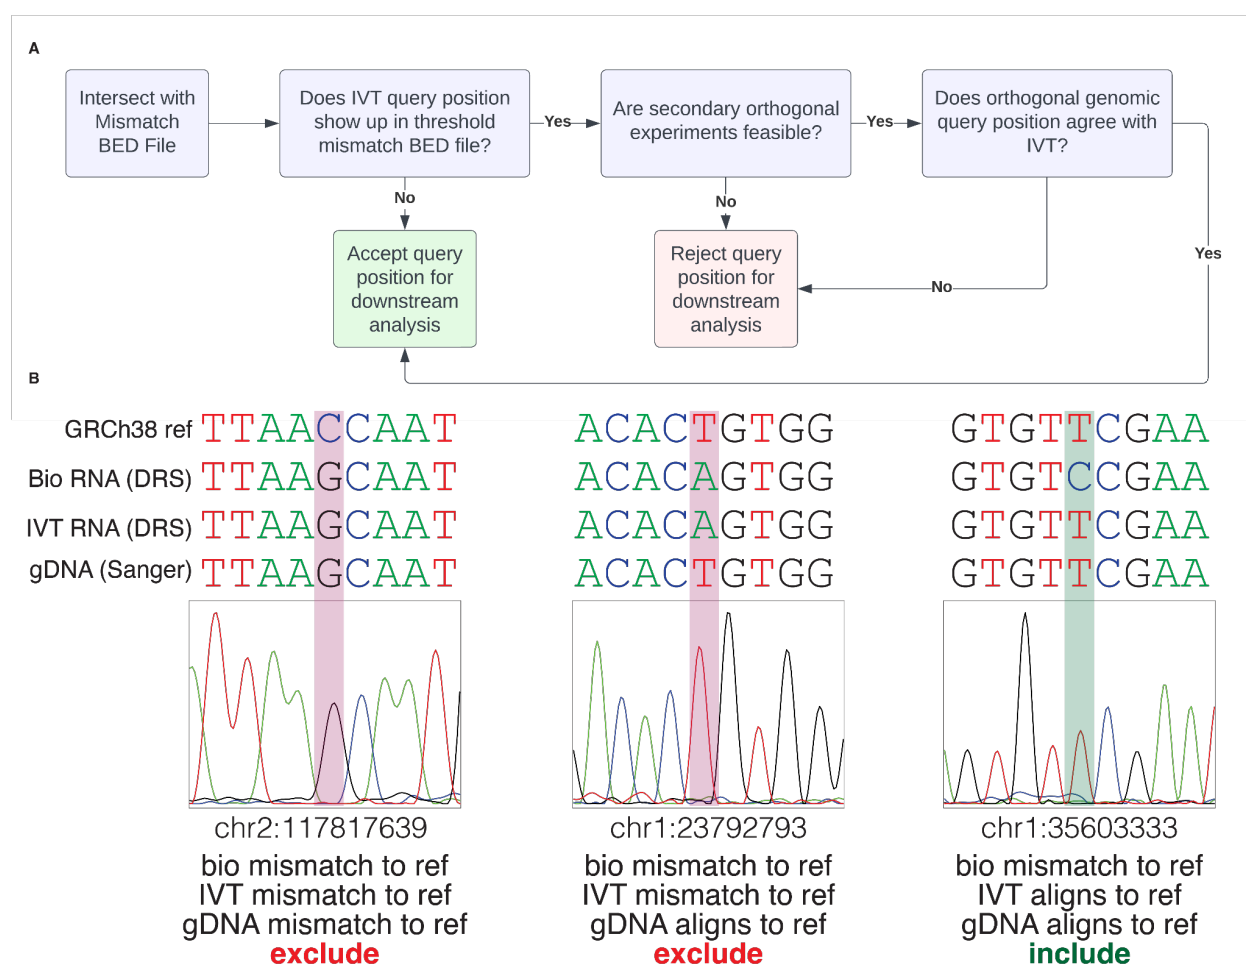 A
Intersect with
Mismatch
BED File
Does IVT query position
show up in threshold
mismatch BED file?
Yes
Are secondary orthogonal
experiments feasible?
Yes
Does orthogonal genomic
query position agree with
IVT?
No
No
Yes
Accept query
position for
downstream
analysis
Reject query
position for
downstream
analysis
No
B
GRCh38 ref TTAACCAAT ACACTGTGG GTGTTCGAA
Bio RNA (DRS) TTAAGCAAT ACACAGTGG GTGTCCGAA
IVT RNA (DRS) TTAAGCAAT ACACAGTGG GTGTTCGAA
gDNA (Sanger) TTAAGCAAT ACACTGTGG GTGTTCGAA
chr2:117817639 chr1:23792793 chr1:35603333
bio mismatch to ref bio mismatch to ref bio mismatch to ref
IVT mismatch to ref IVT mismatch to ref IVT aligns to ref
gDNA mismatch to ref gDNA aligns to ref gDNA aligns to ref
exclude exclude include